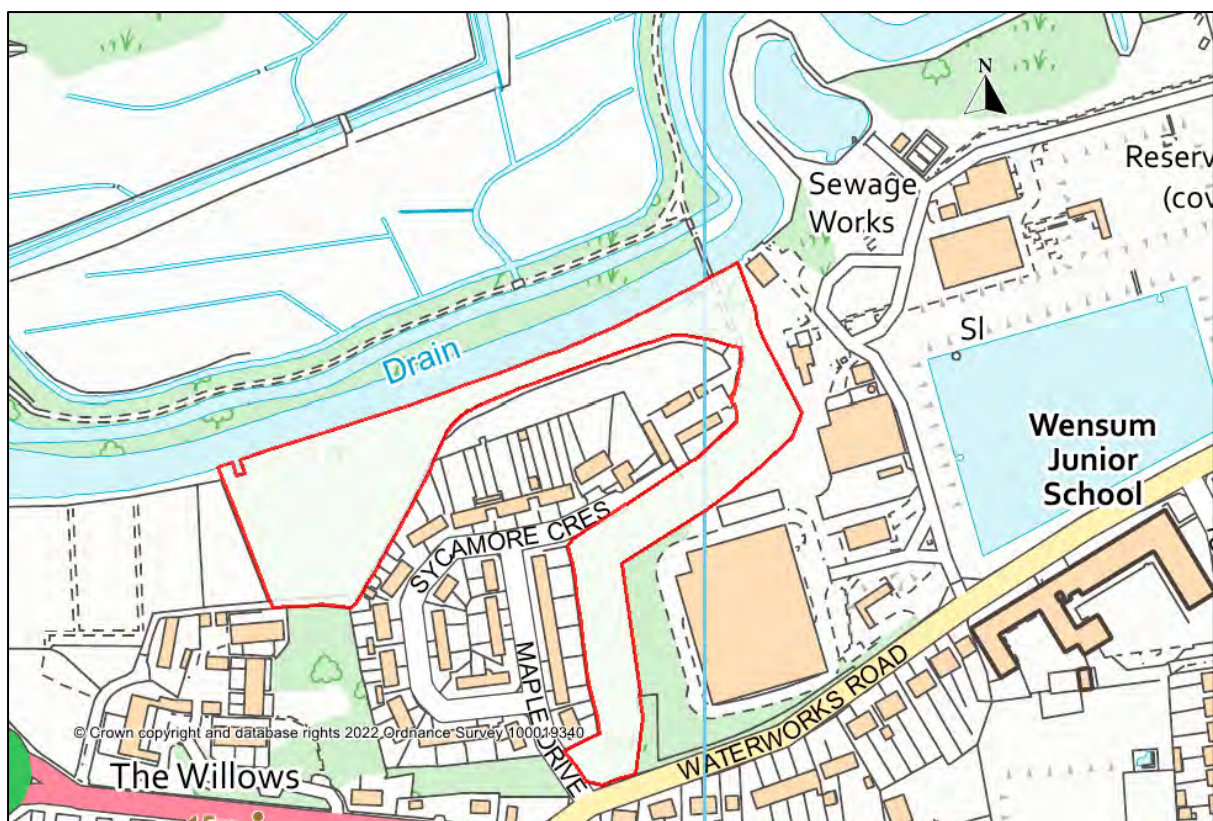 N
Reserv
(cov
Sewage
Works
Drain
Sl
Wensum
Junior
School
SYCAMORE CRES
MAPLE DRIVE
WATERWORKS ROAD
© Crown copyright and database rights 2022 Ordnance Survey 100019340
The Willows